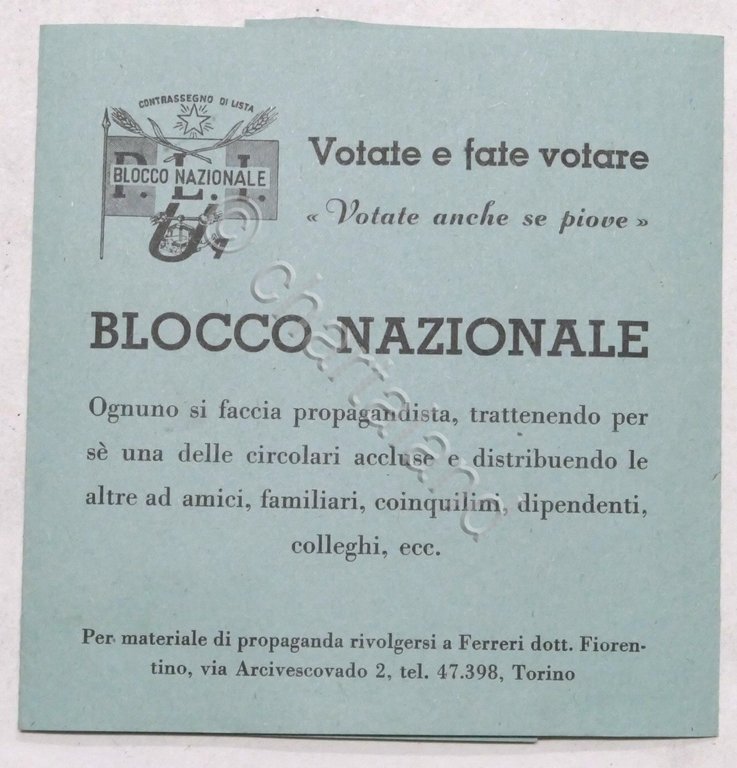 CONTRASSEGNO DI LISTA
P. L. I.
BLOCCO NAZIONALE
U
Votate e fate votare
« Votate anche se piove »
BLOCCO NAZIONALE
Ognuno si faccia propagandista, trattenendo per
sè una delle circolari accluse e distribuendo le
altre ad amici, familiari, coinquilini, dipendenti,
colleghi, ecc.
Per materiale di propaganda rivolgersi a Ferreri dott. Fioren-
tino, via Arcivescovado 2, tel. 47.398, Torino
© chartaland